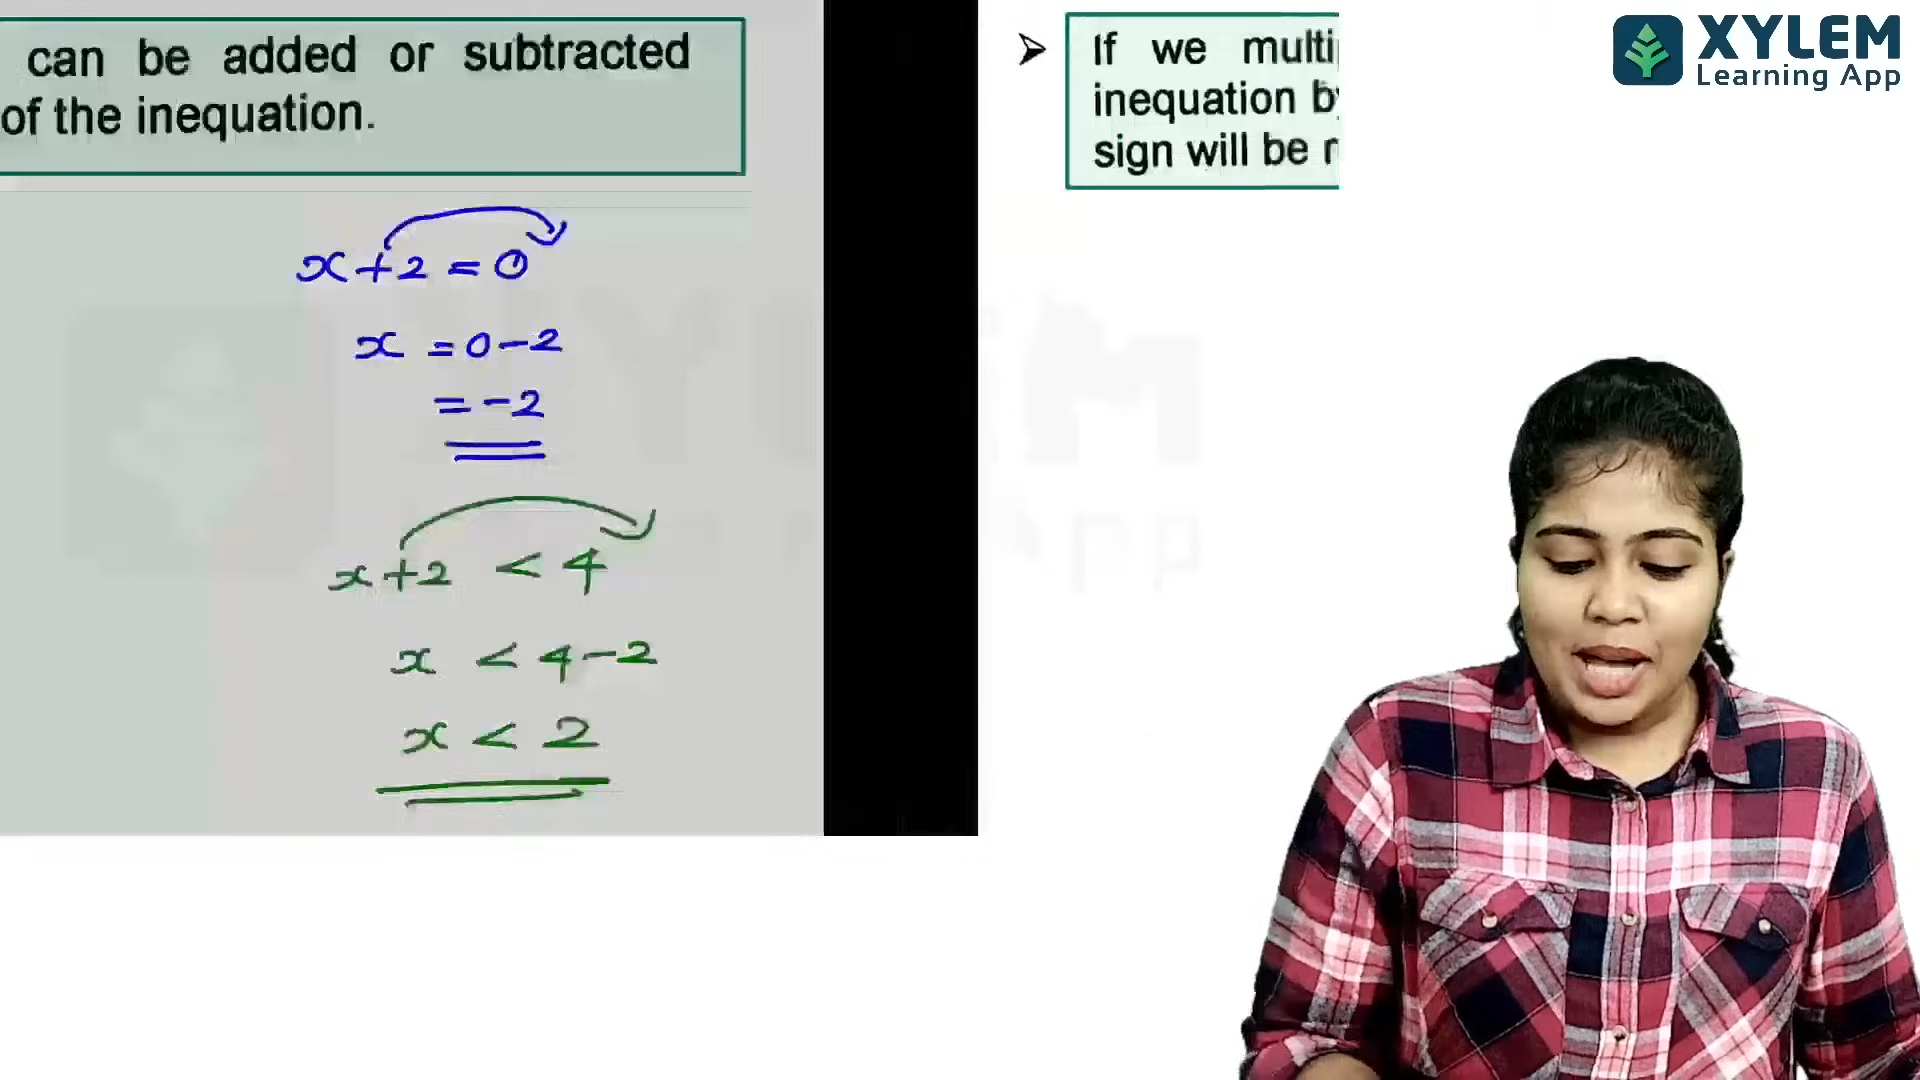 can be added or subtracted
of the inequation.
x+2 = 0
x = 0-2
= -2
x+2 < 4
x < 4-2
x < 2
If we
inequation
sign will be
XYLEM
Learning App